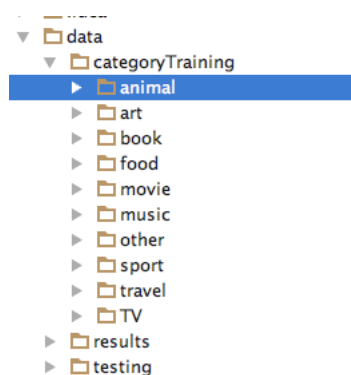 data
categoryTraining
animal
art
book
food
movie
music
other
sport
travel
TV
results
testing